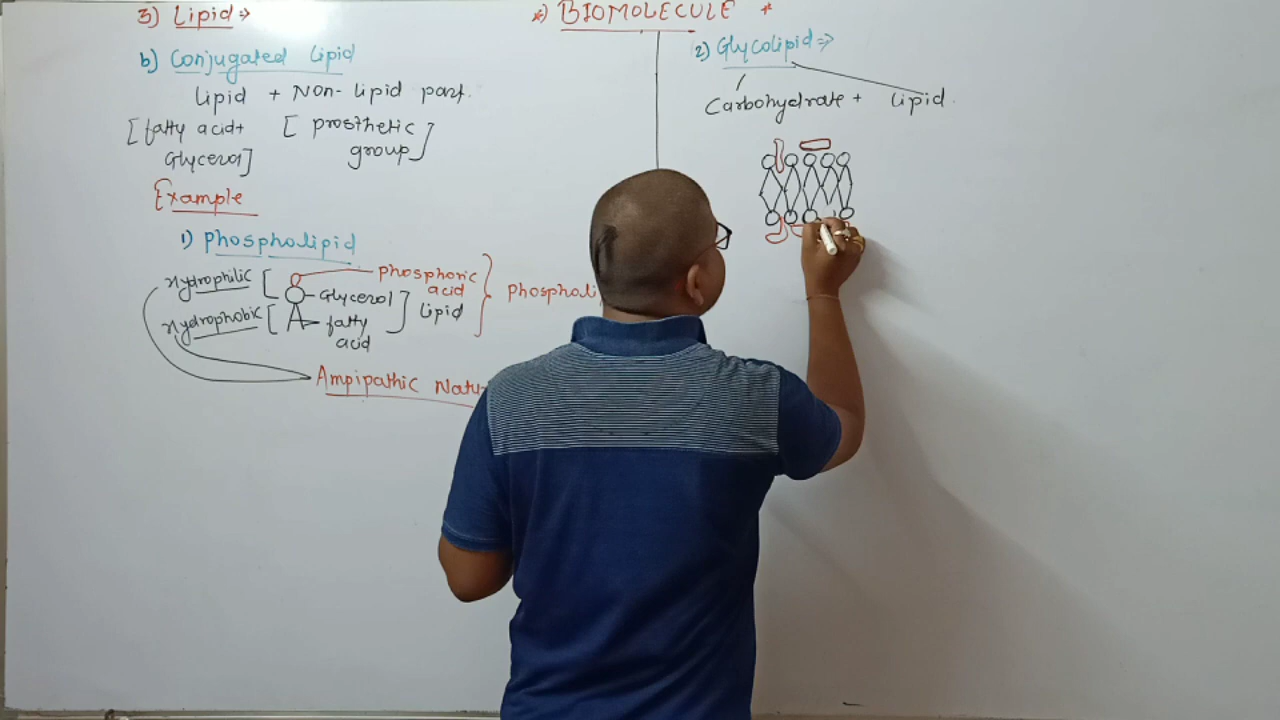 *) BIOMOLECULE *
3) Lipid ⇒
b) Conjugated lipid
lipid + Non-lipid part.
[fatty acid + Glycerol]
[prosthetic group]
Example
1) Phospholipid
Hydrophilic [
Hydrophobic [
Phosphoric acid
Glycerol
fatty acid
] Lipid
} Phospholi
Ampipathic Natu
2) Glycolipid ⇒
Carbohydrate + Lipid.